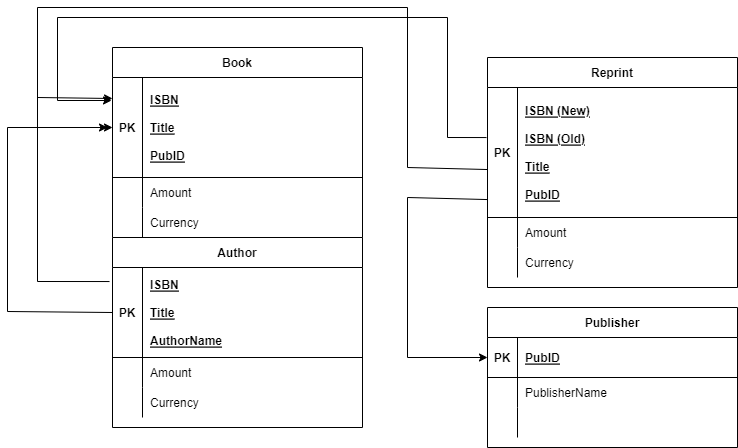 Book
PK
ISBN
Title
PubID
Amount
Currency
Author
PK
ISBN
Title
AuthorName
Amount
Currency
Reprint
PK
ISBN (New)
ISBN (Old)
Title
PubID
Amount
Currency
Publisher
PK
PubID
PublisherName